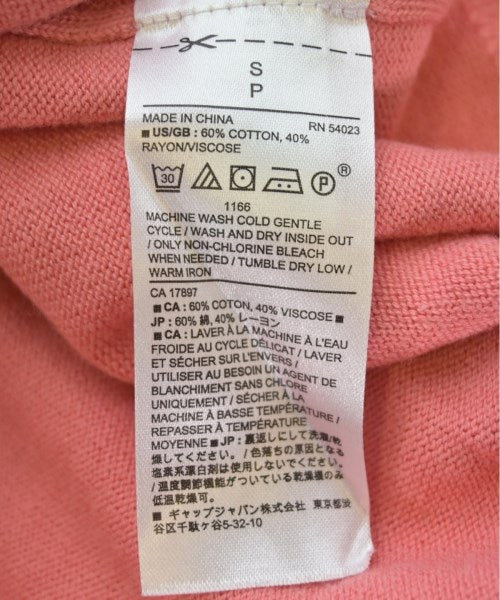 S
P
MADE IN CHINA RN 54023
■ US/GB : 60% COTTON, 40%
RAYON/VISCOSE
30 P ®
1166
MACHINE WASH COLD GENTLE
CYCLE / WASH AND DRY INSIDE OUT
/ ONLY NON-CHLORINE BLEACH
WHEN NEEDED / TUMBLE DRY LOW /
WARM IRON
CA 17897
■ CA : 60% COTON, 40% VISCOSE ■
JP : 60% 綿, 40% レーヨン
■ CA : LAVER À LA MACHINE À L'EAU
FROIDE AU CYCLE DÉLICAT / LAVER
ET SÉCHER SUR L'ENVERS /
UTILISER AU BESOIN UN AGENT DE
BLANCHIMENT SANS CHLORE
UNIQUEMENT / SÉCHER À LA
MACHINE À BASSE TEMPÉRATURE /
REPASSER À TEMPÉRATURE
MOYENNE ■ JP : 裏返しにして洗濯/乾
燥してください。/ 色落ちの原因となる
塩素系漂白剤は使用しないでください。
/ 温度調節機能がついている乾燥機のみ
低温乾燥可。
■ ギャップジャパン株式会社 東京都渋
谷区千駄ケ谷5-32-10